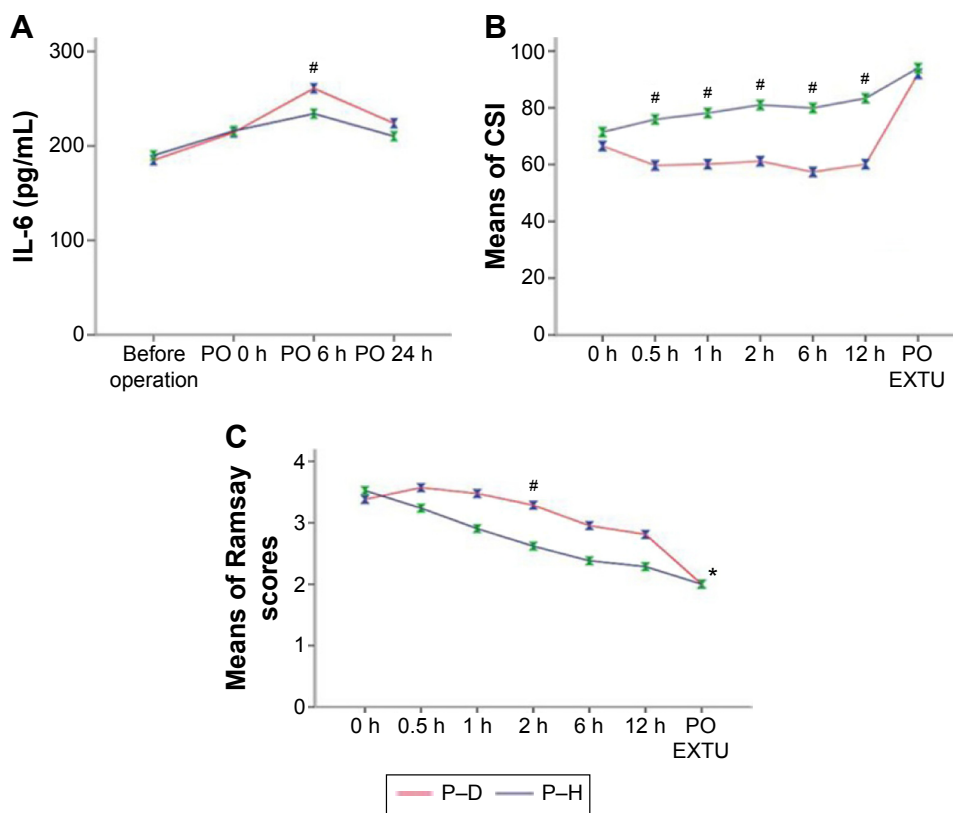 A
IL-6 (pg/mL)
300
200
100
0
#
Before
operation
PO 0 h
PO 6 h
PO 24 h
B
Means of CSI
100
80
60
40
20
0
# # # # #
0 h
0.5 h
1 h
2 h
6 h
12 h
PO
EXTU
C
Means of Ramsay
scores
4
3
2
1
0
#
*
0 h
0.5 h
1 h
2 h
6 h
12 h
PO
EXTU
P–D
P–H